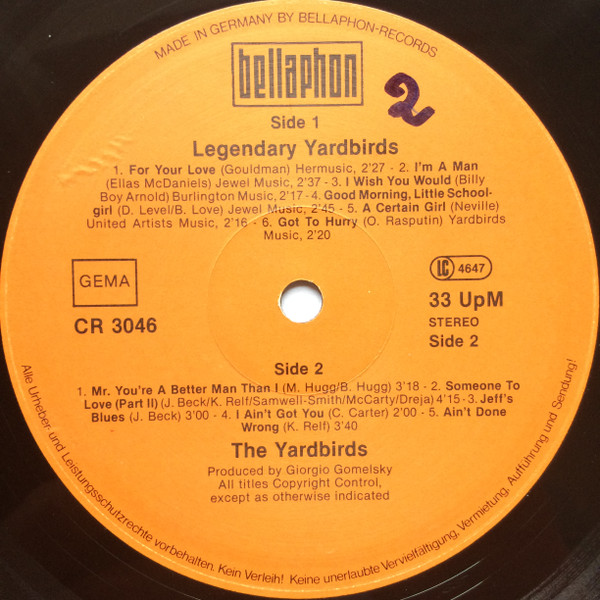 MADE IN GERMANY BY BELLAPHON-RECORDS
bellaphon
2
Side 1
Legendary Yardbirds
1. For Your Love (Gouldman) Hermusic, 2'27 - 2. I'm A Man
(Ellas McDaniels) Jewel Music, 2'37 - 3. I Wish You Would (Billy
Boy Arnold) Burlington Music, 2'17 - 4. Good Morning, Little School-
girl (D. Level/B. Love) Jewel Music, 2'45 - 5. A Certain Girl (Neville)
United Artists Music, 2'16 - 6. Got To Hurry (O. Rasputin) Yardbirds
Music, 2'20
GEMA
CR 3046
LC 4647
33 UpM
STEREO
Side 2
Side 2
1. Mr. You're A Better Man Than I (M. Hugg/B. Hugg) 3'18 - 2. Someone To
Love (Part II) (J. Beck/K. Relf/Samwell-Smith/McCarty/Dreja) 4'15 - 3. Jeff's
Blues (J. Beck) 3'00 - 4. I Ain't Got You (C. Carter) 2'00 - 5. Ain't Done
Wrong (K. Relf) 3'40
The Yardbirds
Produced by Giorgio Gomelsky
All titles Copyright Control,
except as otherwise indicated
Alle Urheber und Leistungsschutzrechte vorbehalten. Kein Verleih! Keine unerlaubte Vervielfältigung, Vermietung, Aufführung und Sendung!